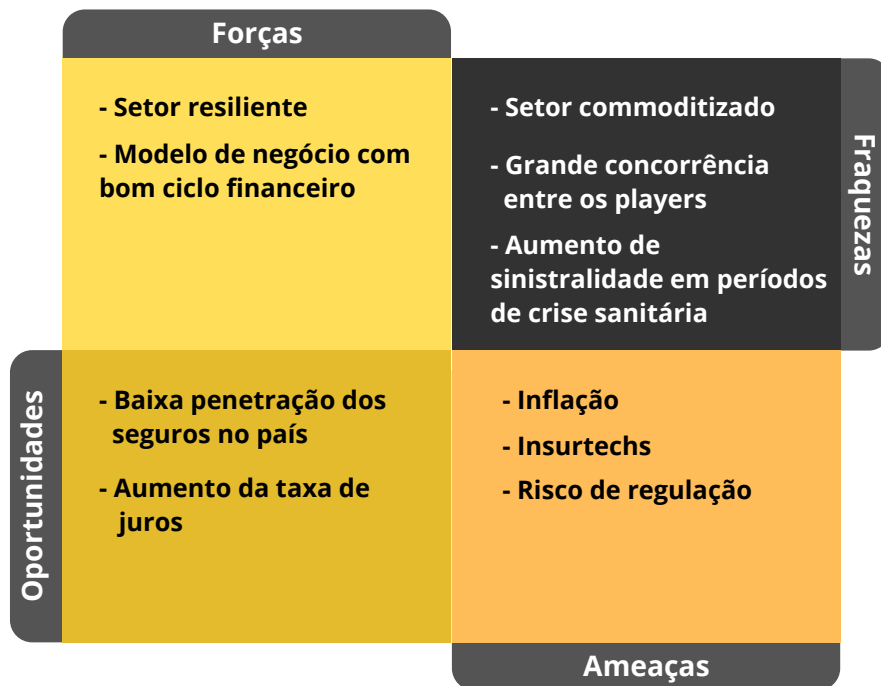 Forças
- Setor resiliente
- Modelo de negócio com
bom ciclo financeiro
- Setor commoditizado
- Grande concorrência
entre os players
- Aumento de
sinistralidade em períodos
de crise sanitária
Fraquezas
Oportunidades
- Baixa penetração dos
seguros no país
- Aumento da taxa de
juros
- Inflação
- Insurtechs
- Risco de regulação
Ameaças